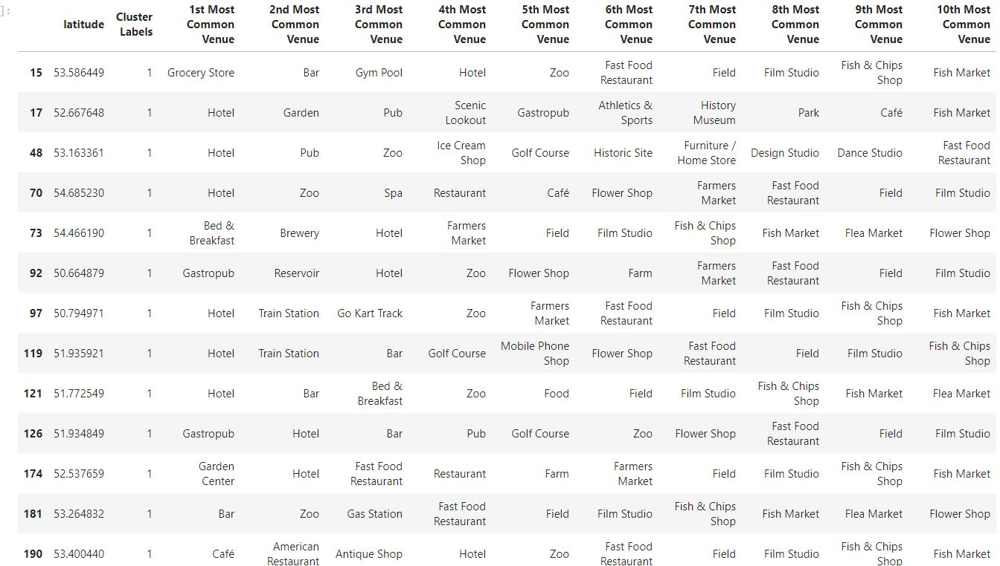 ]: latitude Cluster Labels 1st Most Common Venue 2nd Most Common Venue 3rd Most Common Venue 4th Most Common Venue 5th Most Common Venue 6th Most Common Venue 7th Most Common Venue 8th Most Common Venue 9th Most Common Venue 10th Most Common Venue
15 53.586449 1 Grocery Store Bar Gym Pool Hotel Zoo Fast Food Restaurant Field Film Studio Fish & Chips Shop Fish Market
17 52.667648 1 Hotel Garden Pub Scenic Lookout Gastropub Athletics & Sports History Museum Park Café Fish Market
48 53.163361 1 Hotel Pub Zoo Ice Cream Shop Golf Course Historic Site Furniture / Home Store Design Studio Dance Studio Fast Food Restaurant
70 54.685230 1 Hotel Zoo Spa Restaurant Café Flower Shop Farmers Market Fast Food Restaurant Field Film Studio
73 54.466190 1 Bed & Breakfast Brewery Hotel Farmers Market Field Film Studio Fish & Chips Shop Fish Market Flea Market Flower Shop
92 50.664879 1 Gastropub Reservoir Hotel Zoo Flower Shop Farm Farmers Market Fast Food Restaurant Field Film Studio
97 50.794971 1 Hotel Train Station Go Kart Track Zoo Farmers Market Fast Food Restaurant Field Film Studio Fish & Chips Shop Fish Market
119 51.935921 1 Hotel Train Station Bar Golf Course Mobile Phone Shop Flower Shop Fast Food Restaurant Field Film Studio Fish & Chips Shop
121 51.772549 1 Hotel Bar Bed & Breakfast Zoo Food Field Film Studio Fish & Chips Shop Fish Market Flea Market
126 51.934849 1 Gastropub Hotel Bar Pub Golf Course Zoo Flower Shop Fast Food Restaurant Field Film Studio
174 52.537659 1 Garden Center Hotel Fast Food Restaurant Restaurant Farm Farmers Market Field Film Studio Fish & Chips Shop Fish Market
181 53.264832 1 Bar Zoo Gas Station Fast Food Restaurant Field Film Studio Fish & Chips Shop Fish Market Flea Market Flower Shop
190 53.400440 1 Café American Restaurant Antique Shop Hotel Zoo Fast Food Restaurant Field Film Studio Fish & Chips Shop Fish Market